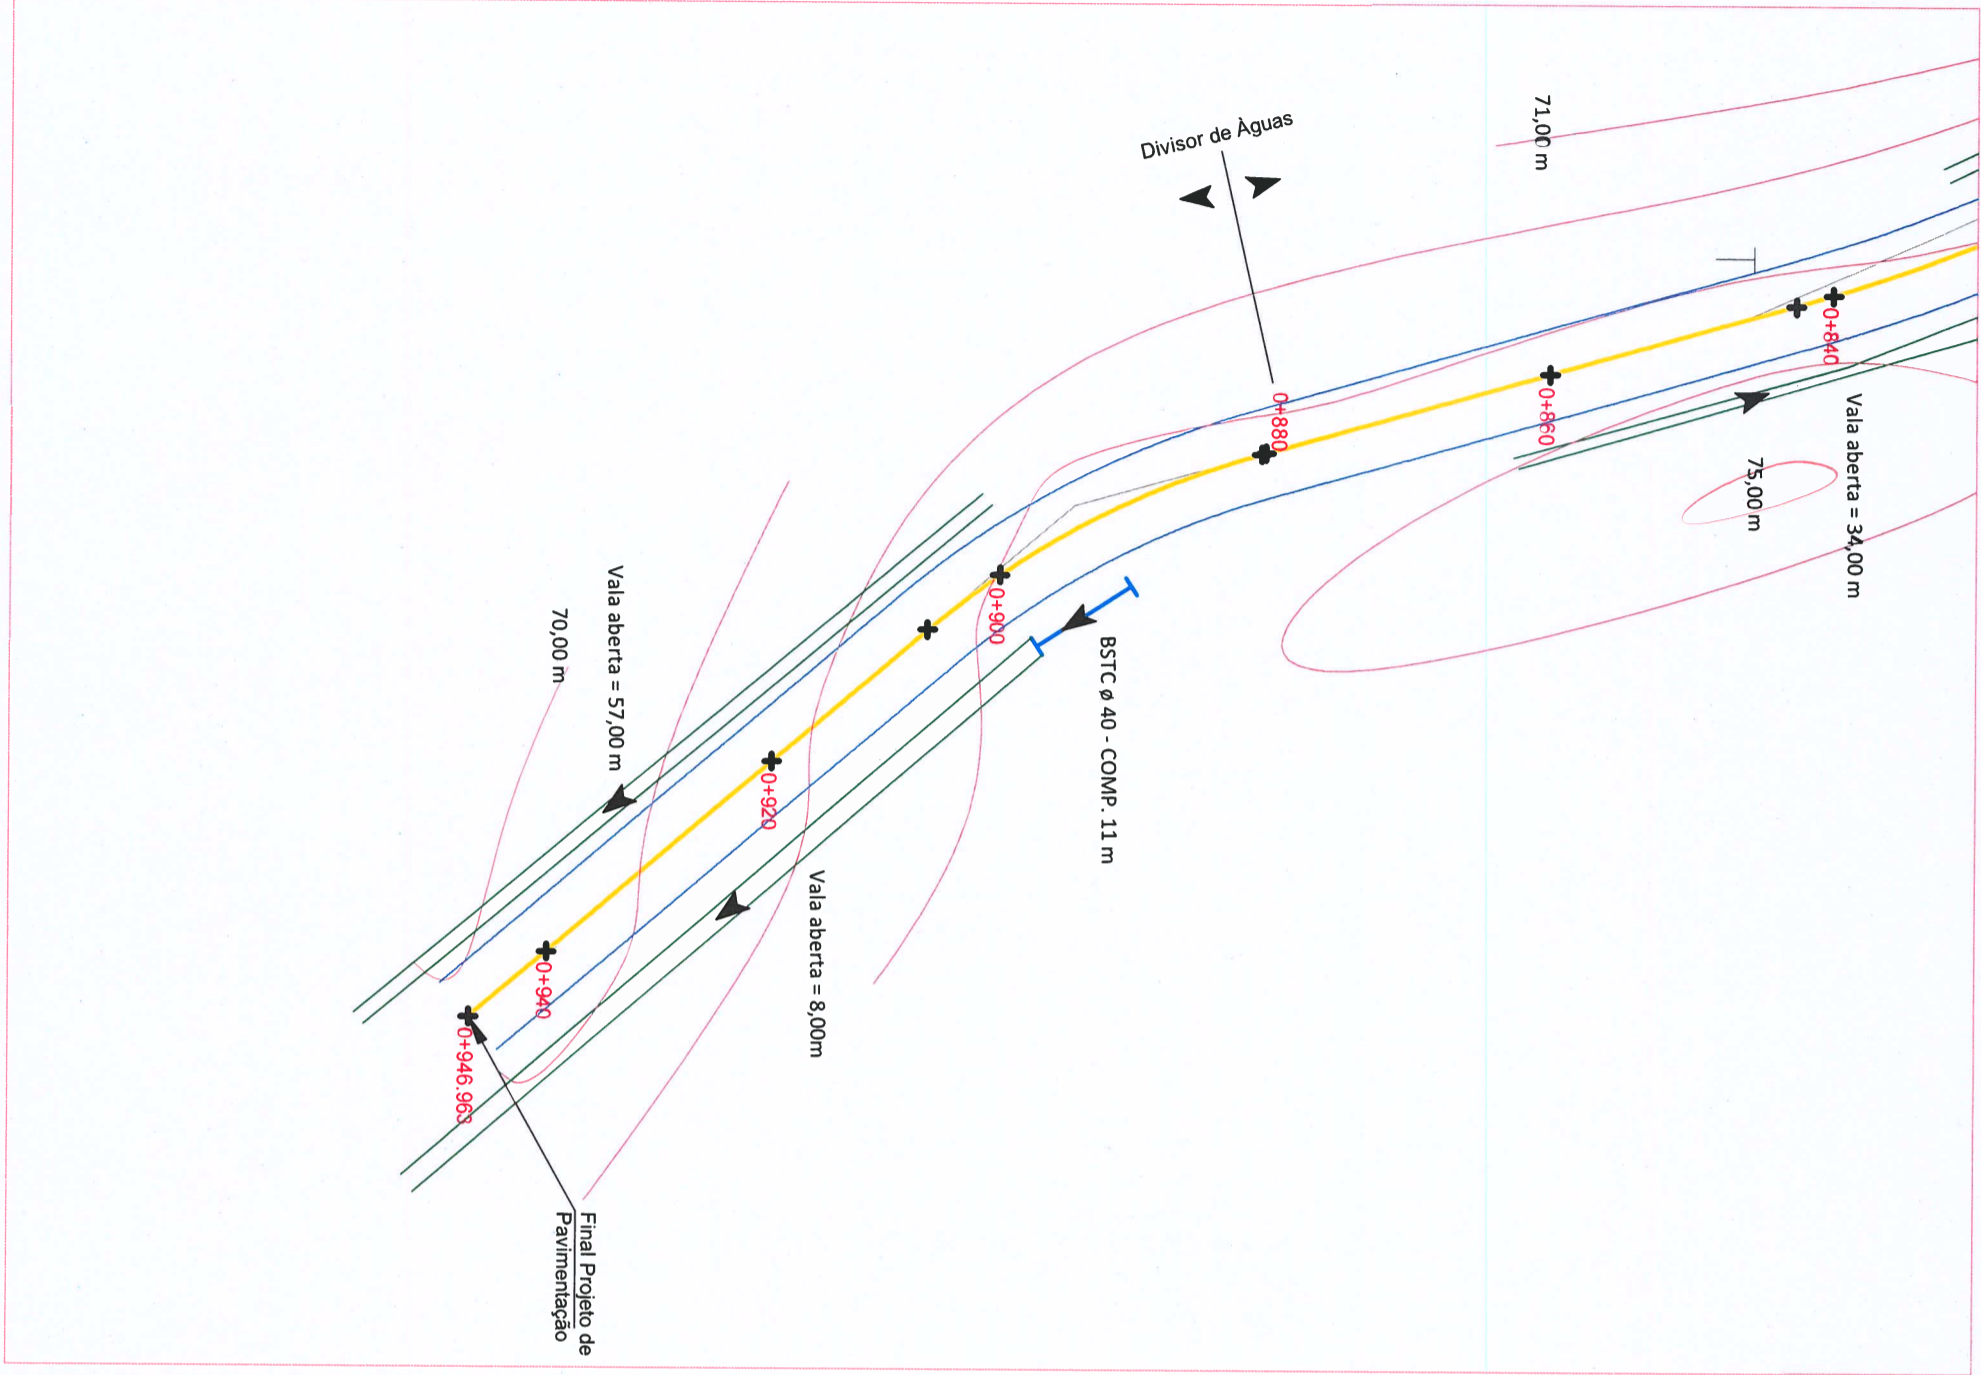 Divisor de Àguas
71,00 m
0+840
0+860
0+880
Vala aberta = 34,00 m
75,00 m
0+900
BSTC ø 40 - COMP. 11 m
Vala aberta = 57,00 m
70,00 m
0+920
Vala aberta = 8,00m
0+940
0+946.963
Final Projeto de
Pavimentação